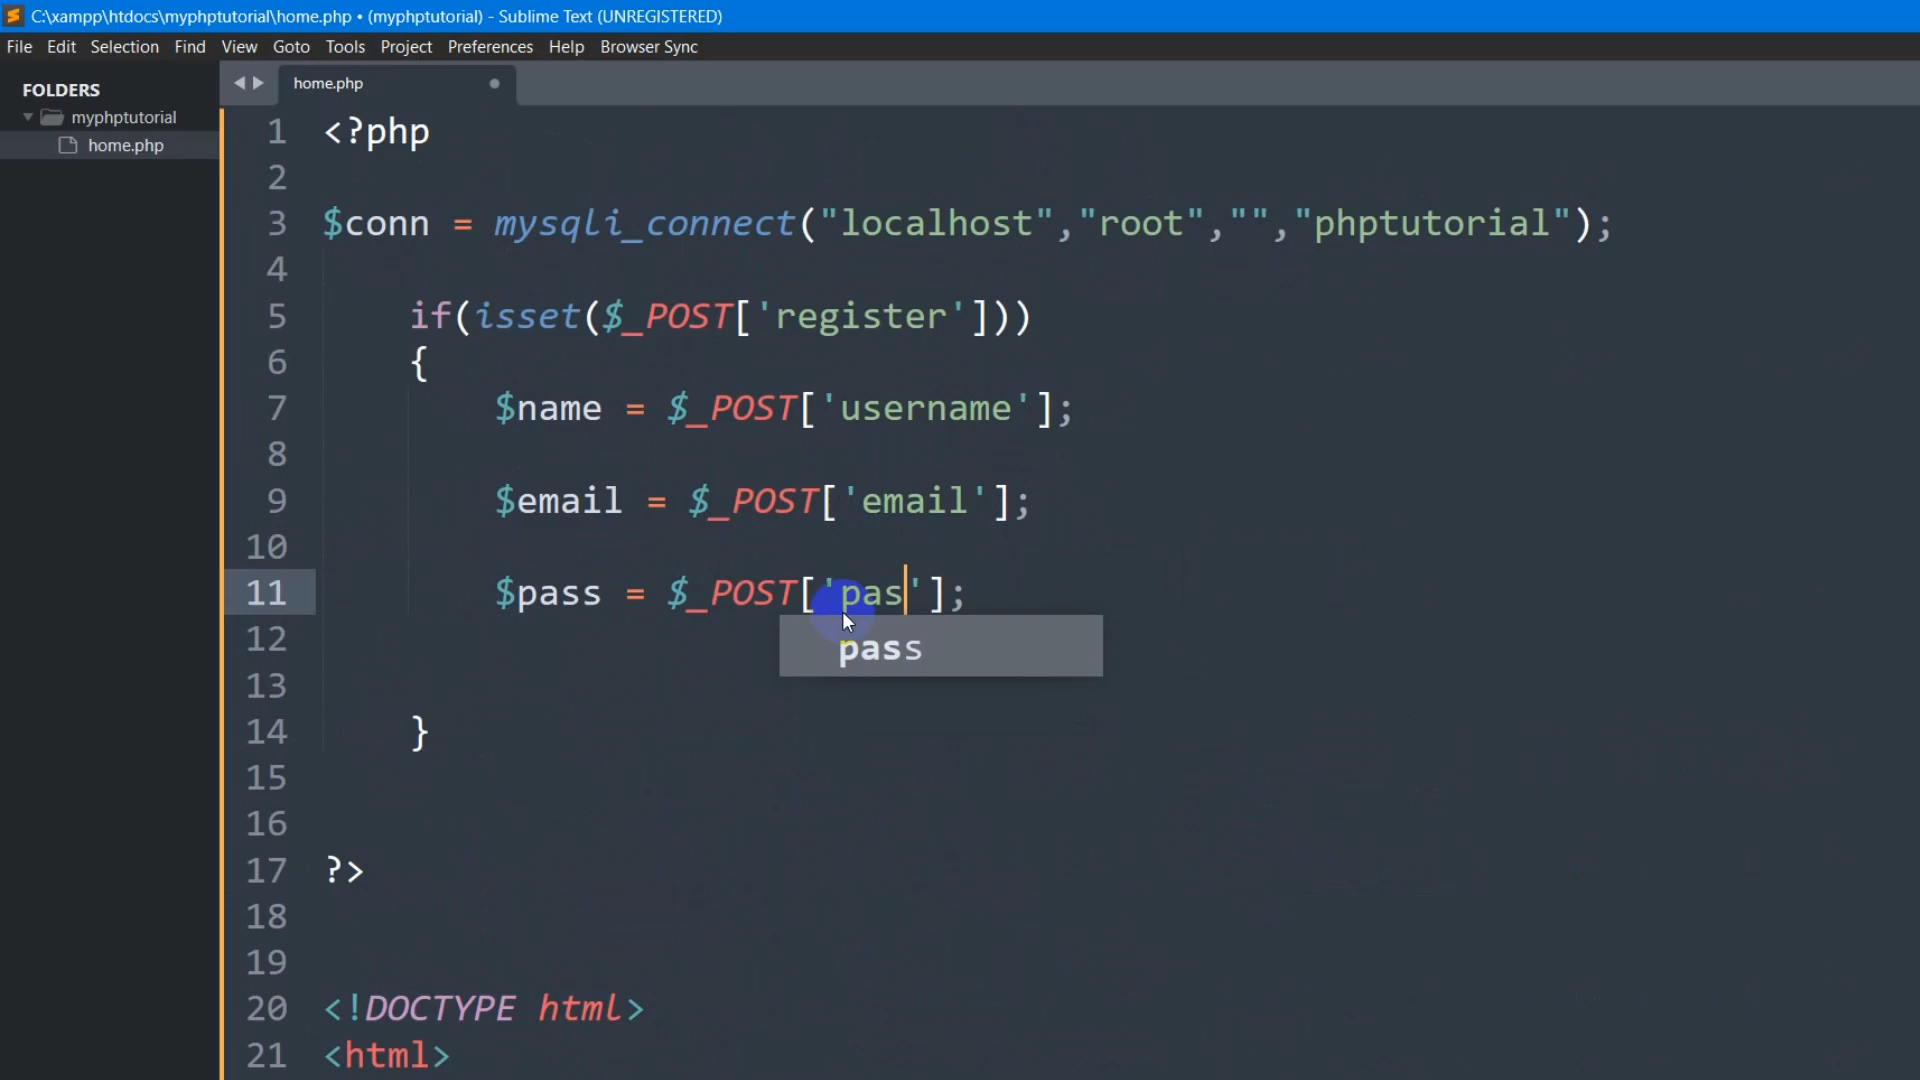 C:\xampp\htdocs\myphptutorial\home.php • (myphptutorial) - Sublime Text (UNREGISTERED)
File Edit Selection Find View Goto Tools Project Preferences Help Browser Sync
FOLDERS
myphptutorial
home.php
home.php
1 <?php
2
3 $conn = mysqli_connect("localhost","root","","phptutorial");
4
5 if(isset($_POST['register']))
6 {
7 $name = $_POST['username'];
8
9 $email = $_POST['email'];
10
11 $pass = $_POST['pas'];
pass
12
13
14 }
15
16
17 ?>
18
19
20 <!DOCTYPE html>
21 <html>